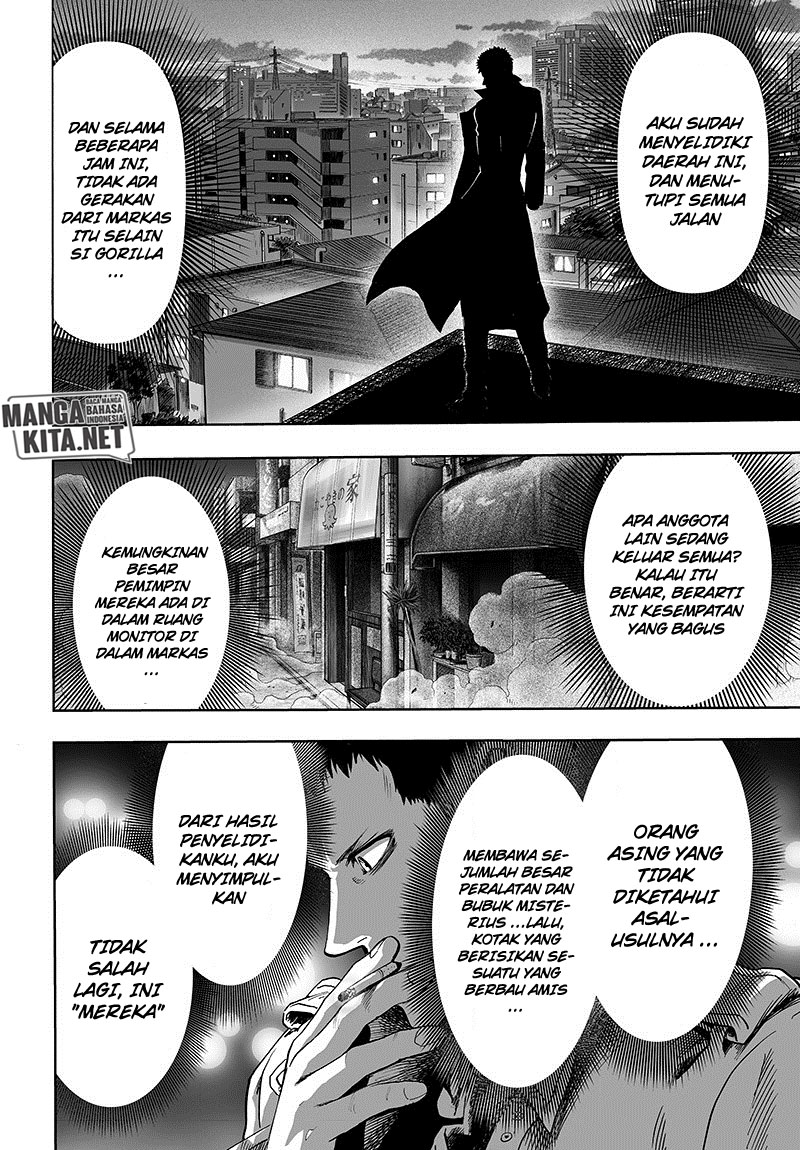 AKU SUDAH
MENYELIDIKI
DAERAH INI,
DAN MENU-
TUPI SEMUA
JALAN
DAN SELAMA
BEBERAPA
JAM INI,
TIDAK ADA
GERAKAN
DARI MARKAS
ITU SELAIN
SI GORILLA
...
MANGA
KITA.NET
BACA MANGA
BAHASA
INDONESIA
APA ANGGOTA
LAIN SEDANG
KELUAR SEMUA?
KALAU ITU
BENAR, BERARTI
INI KESEMPATAN
YANG BAGUS
KEMUNGKINAN
BESAR
PEMIMPIN
MEREKA ADA DI
DALAM RUANG
MONITOR DI
DALAM MARKAS
...
ORANG
ASING YANG
TIDAK
DIKETAHUI
ASAL-
USULNYA ...
MEMBAWA SE-
JUMLAH BESAR
PERALATAN DAN
BUBUK MISTE-
RIUS ...LALU,
KOTAK YANG
BERISIKAN SE-
SUATU YANG
BERBAU AMIS
...
DARI HASIL
PENYELIDI-
KANKU, AKU
MENYIMPUL-
KAN
TIDAK
SALAH
LAGI, INI
"MEREKA"